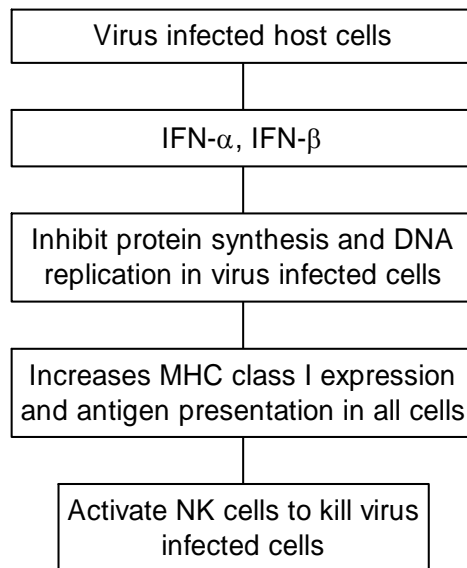 Virus infected host cells
IFN-α, IFN-β
Inhibit protein synthesis and DNA
replication in virus infected cells
Increases MHC class I expression
and antigen presentation in all cells
Activate NK cells to kill virus
infected cells